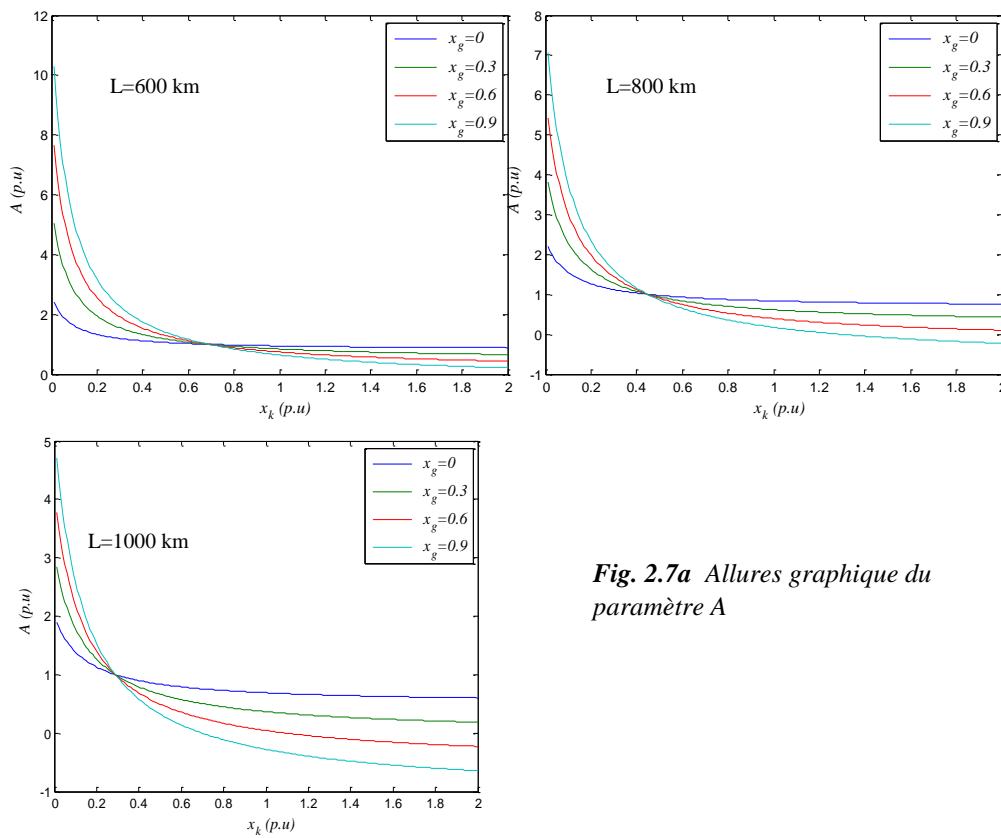 12
10
8
6
4
2
0
A (p.u)
L=600 km
x_g=0
x_g=0.3
x_g=0.6
x_g=0.9
0 0.2 0.4 0.6 0.8 1 1.2 1.4 1.6 1.8 2
x_k (p.u)
8
7
6
5
4
3
2
1
0
-1
A (p.u)
L=800 km
x_g=0
x_g=0.3
x_g=0.6
x_g=0.9
0 0.2 0.4 0.6 0.8 1 1.2 1.4 1.6 1.8 2
x_k (p.u)
5
4
3
2
1
0
-1
A (p.u)
L=1000 km
x_g=0
x_g=0.3
x_g=0.6
x_g=0.9
0 0.2 0.4 0.6 0.8 1 1.2 1.4 1.6 1.8 2
x_k (p.u)
Fig. 2.7a Allures graphique du
paramètre A